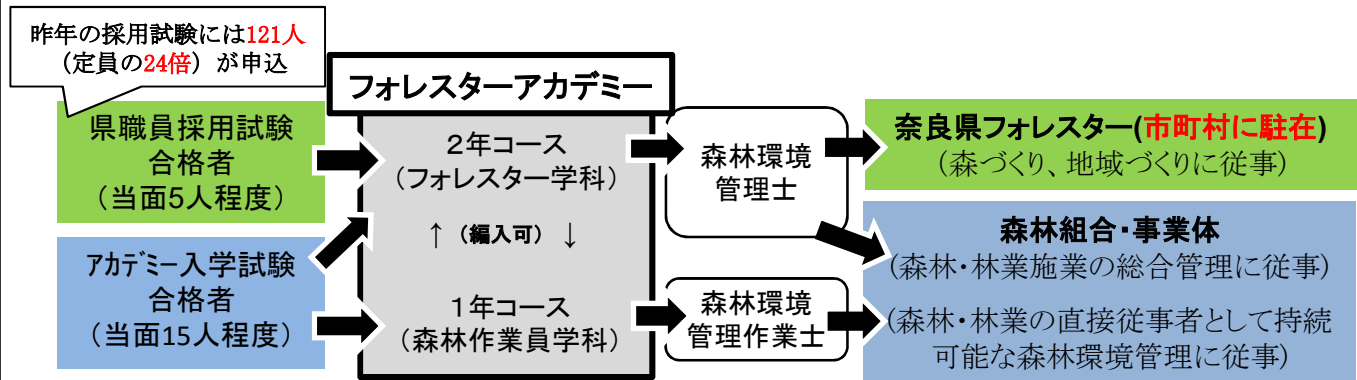 昨年の採用試験には121人
（定員の24倍）が申込
フォレスターアカデミー
県職員採用試験
合格者
（当面5人程度）
アカデミー入学試験
合格者
（当面15人程度）
２年コース
（フォレスター学科）
↑（編入可）↓
１年コース
（森林作業員学科）
森林環境
管理士
森林環境
管理作業士
奈良県フォレスター(市町村に駐在)
（森づくり、地域づくりに従事）
森林組合・事業体
（森林・林業施業の総合管理に従事）
（森林・林業の直接従事者として持続
可能な森林環境管理に従事）